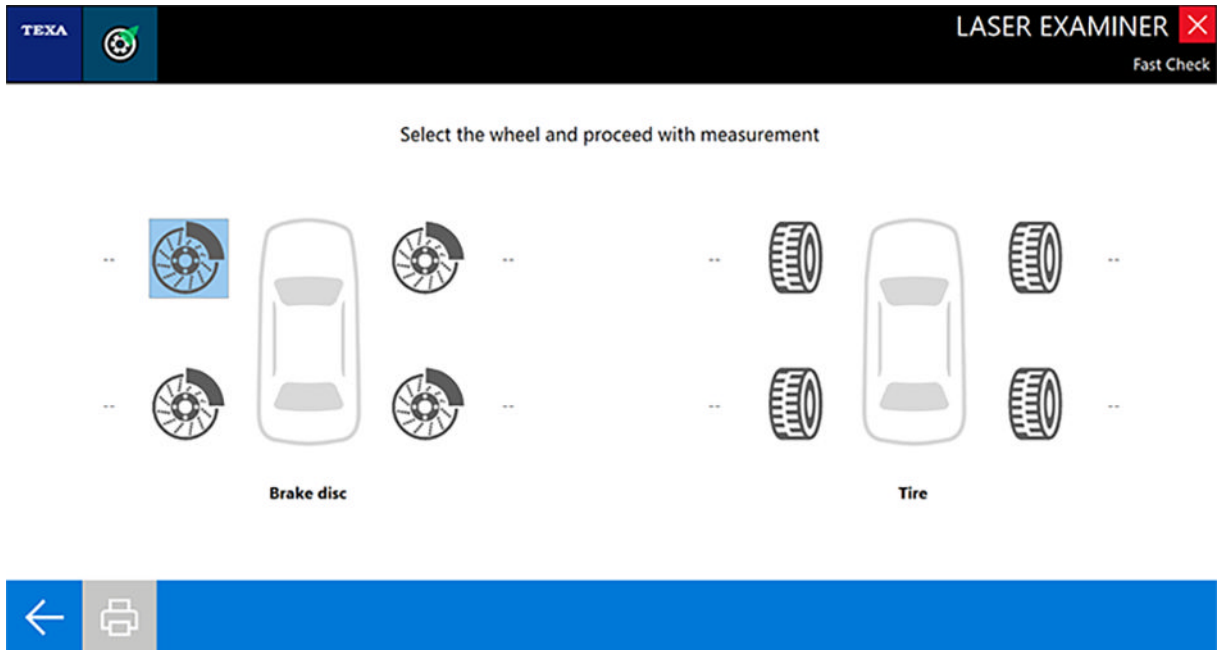 TEXA
LASER EXAMINER
Fast Check
Select the wheel and proceed with measurement
-- -- -- --
-- -- -- --
Brake disc Tire